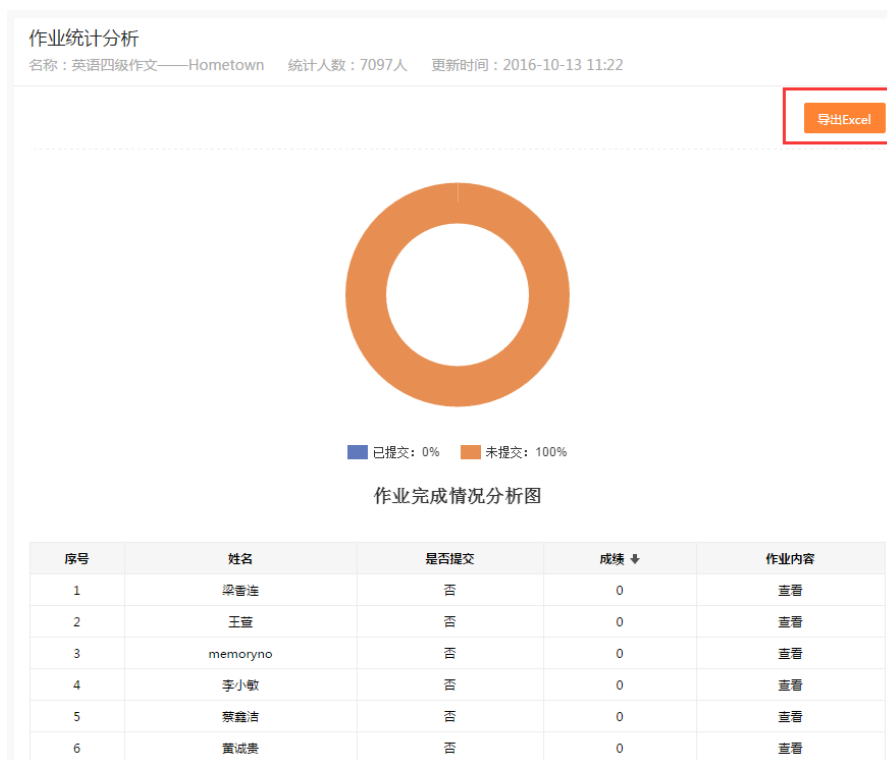 作业统计分析
名称：英语四级作文——Hometown 统计人数：7097人 更新时间：2016-10-13 11:22
导出Excel
已提交：0% 未提交：100%
作业完成情况分析图
序号 姓名 是否提交 成绩 作业内容
1 梁香连 否 0 查看
2 王萱 否 0 查看
3 memoryno 否 0 查看
4 李小敏 否 0 查看
5 蔡鑫洁 否 0 查看
6 黄诚贵 否 0 查看